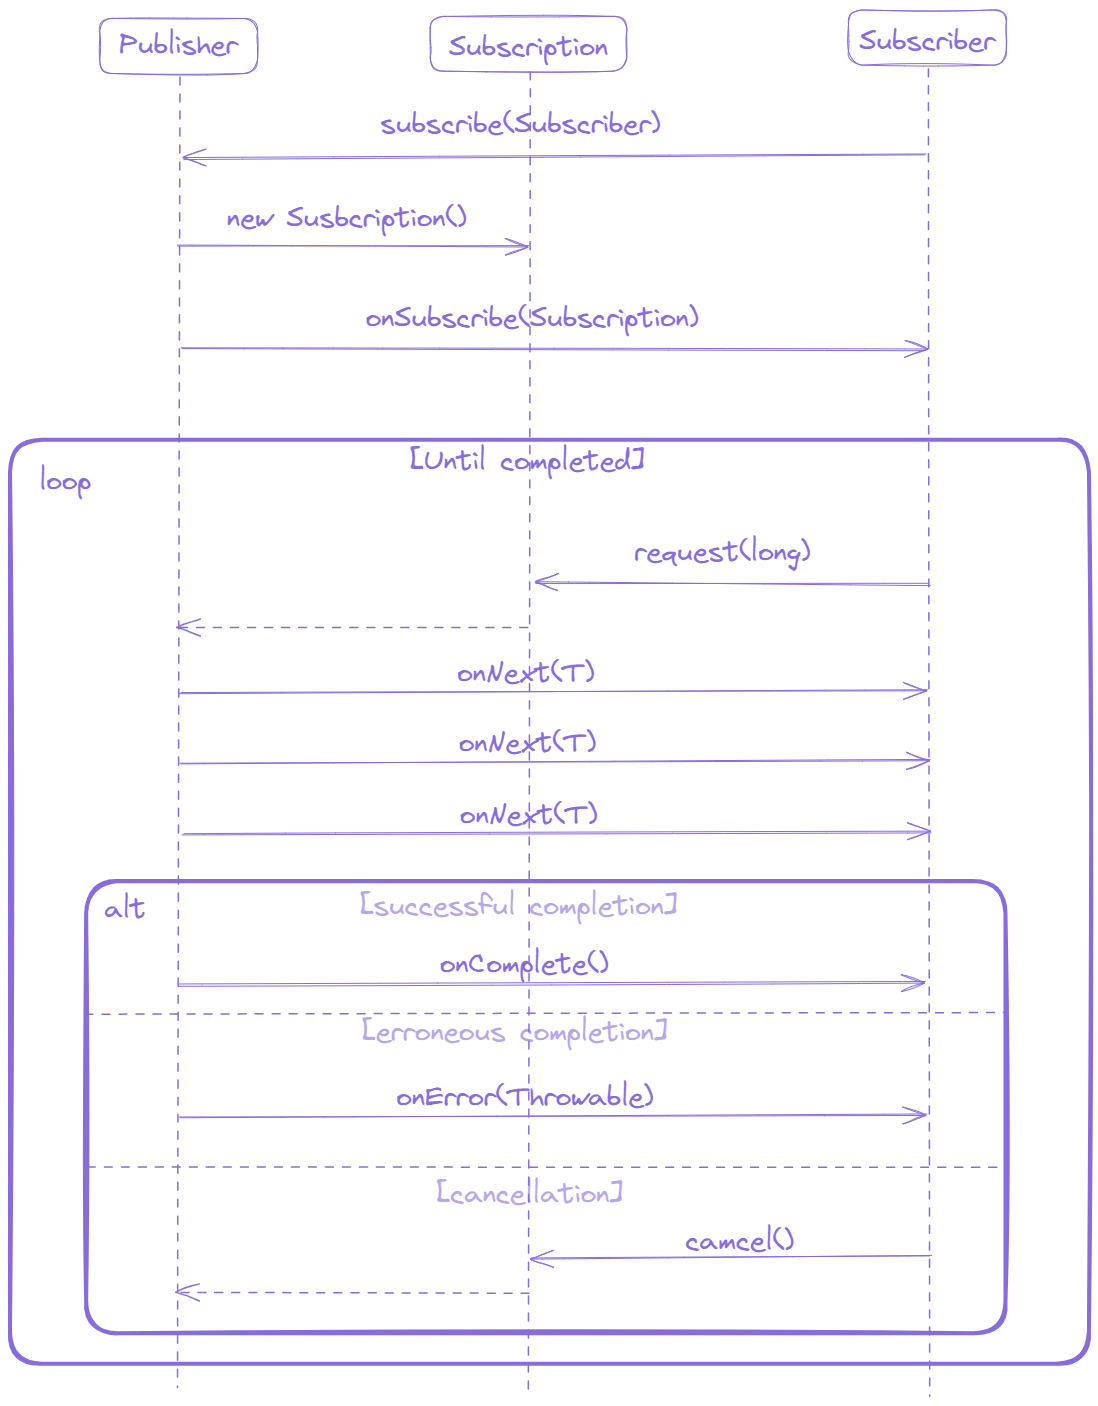 Publisher
Subscription
Subscriber
subscribe(Subscriber)
new Susbcription()
onSubscribe(Subscription)
[Until completed]
loop
request(long)
onNext(T)
onNext(T)
onNext(T)
alt
[successful completion]
onComplete()
[erroneous completion]
onError(Throwable)
[cancellation]
camcel()